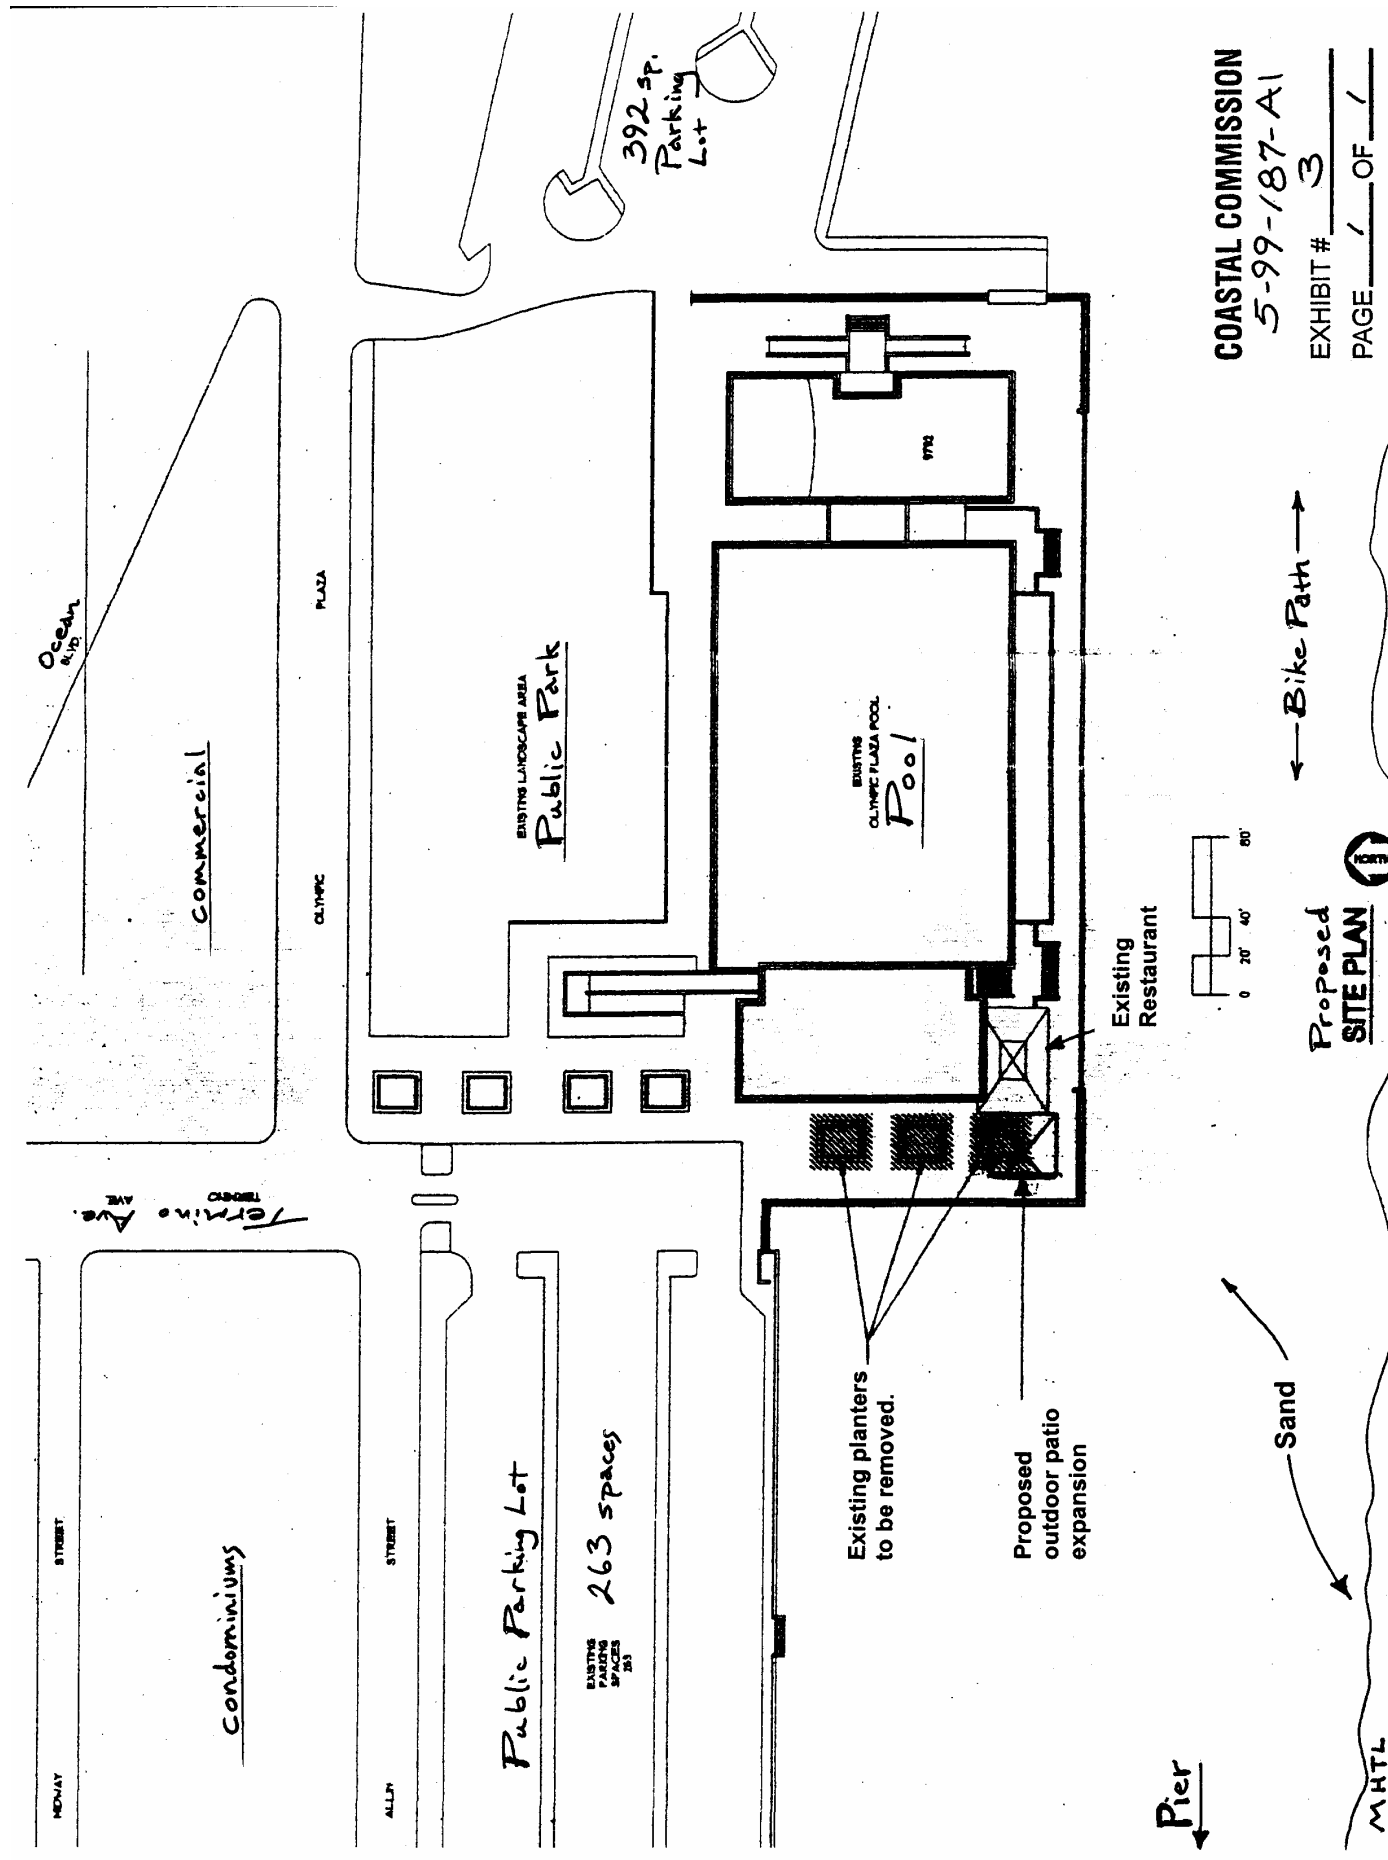 COASTAL COMMISSION
5-99-187-A1
EXHIBIT # 3
PAGE 1 OF 1
392 sp.
Parking
Lot
Ocean
BLVD.
commercial
OLYMPIC PLAZA
EXISTING LANDSCAPE AREA
Public Park
EXISTING
OLYMPIC PLAZA POOL
Pool
Bike Path
Existing
Restaurant
0 20' 40' 80'
Proposed
SITE PLAN
NORTH
Termino Ave.
TERMINO AVE
MIDWAY STREET
condominiums
STREET
Public Parking Lot
EXISTING
PARKING
SPACES
263
263 spaces
Existing planters
to be removed.
Proposed
outdoor patio
expansion
Sand
Pier
MHTL